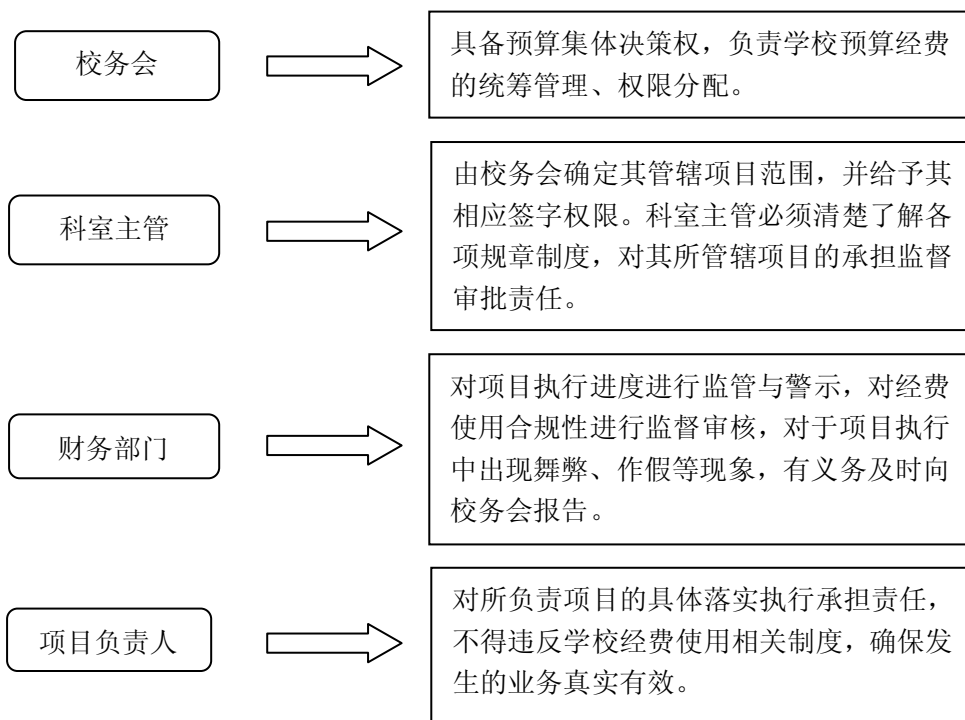 校务会
具备预算集体决策权，负责学校预算经费
的统筹管理、权限分配。
科室主管
由校务会确定其管辖项目范围，并给予其
相应签字权限。科室主管必须清楚了解各
项规章制度，对其所管辖项目的承担监督
审批责任。
财务部门
对项目执行进度进行监管与警示，对经费
使用合规性进行监督审核，对于项目执行
中出现舞弊、作假等现象，有义务及时向
校务会报告。
项目负责人
对所负责项目的具体落实执行承担责任，
不得违反学校经费使用相关制度，确保发
生的业务真实有效。